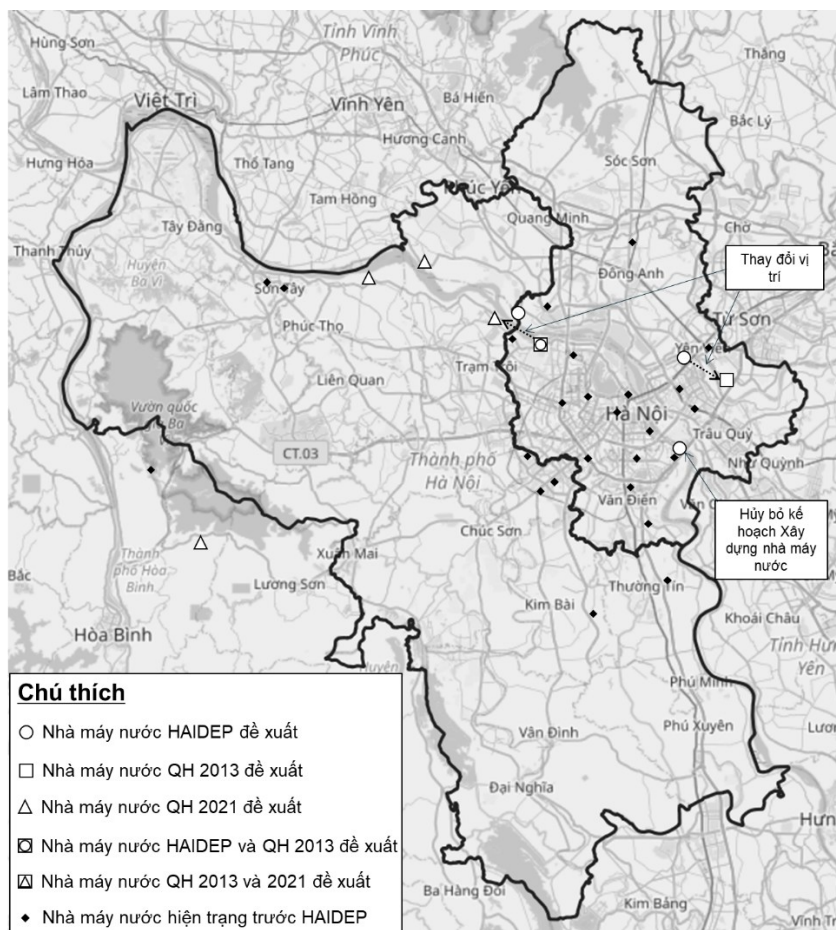 Hùng Sơn
Tỉnh Vĩnh
Phúc
Thắng
Lâm Thao
Việt Trì
Vĩnh Yên
Bá Hiến
Bắc Lý
Hưng Hóa
Thổ Tang
Hương Canh
Sóc Sơn
Tam Hồng
Phúc Yên
Quang Minh
Chờ
Tây Đằng
Thanh Thủy
Huyện
Ba Vì
Sơn Tây
Đông Anh
Thay đổi vị
trí
Từ Sơn
Phúc Thọ
Yên Viên
Trạm Trôi
Liên Quan
Vườn quốc
Ba
Hà Nội
Trâu Quỳ
CT.03
Thành phố
Hà Nội
Như Quỳnh
Văn Điển
Văn
Chúc Sơn
Hủy bỏ kế
hoạch Xây
dựng nhà máy
nước
Bắc
Thành
phố Hòa
Bình
Xuân Mai
Lương Sơn
Thường Tín
Kim Bài
Khoái Châu
Hòa Bình
Tỉnh Hưng
Yên
Huyện
Phú Minh
Phú Xuyên
Vân Đình
Đại Nghĩa
Ba Hàng Đồi
Kim Bảng
Chú thích
Nhà máy nước HAIDEP đề xuất
Nhà máy nước QH 2013 đề xuất
Nhà máy nước QH 2021 đề xuất
Nhà máy nước HAIDEP và QH 2013 đề xuất
Nhà máy nước QH 2013 và 2021 đề xuất
Nhà máy nước hiện trạng trước HAIDEP